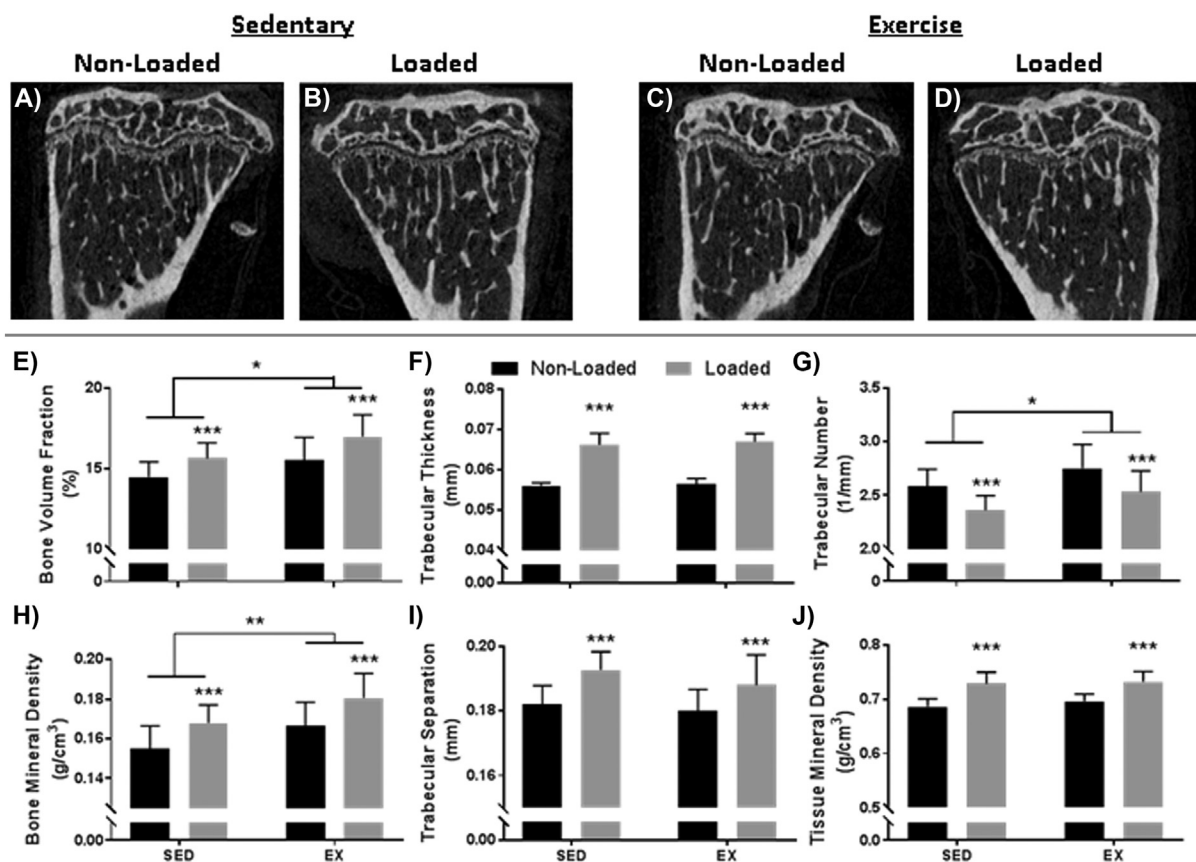 Sedentary
Exercise
Non-Loaded
Loaded
Non-Loaded
Loaded
A)
B)
C)
D)
E)
Bone Volume Fraction
(%)
20
15
10
0
*
***
***
F)
Non-Loaded
Loaded
Trabecular Thickness
(mm)
0.08
0.07
0.06
0.05
0.04
0.00
***
***
G)
Trabecular Number
(1/mm)
3.5
3.0
2.5
2.0
0
*
***
***
H)
Bone Mineral Density
(g/cm³)
0.20
0.18
0.16
0.14
0.00
**
***
***
SED
EX
I)
Trabecular Separation
(mm)
0.20
0.18
0.16
0.00
***
***
SED
EX
J)
Tissue Mineral Density
(g/cm³)
0.8
0.7
0.6
0.5
0.0
***
***
SED
EX